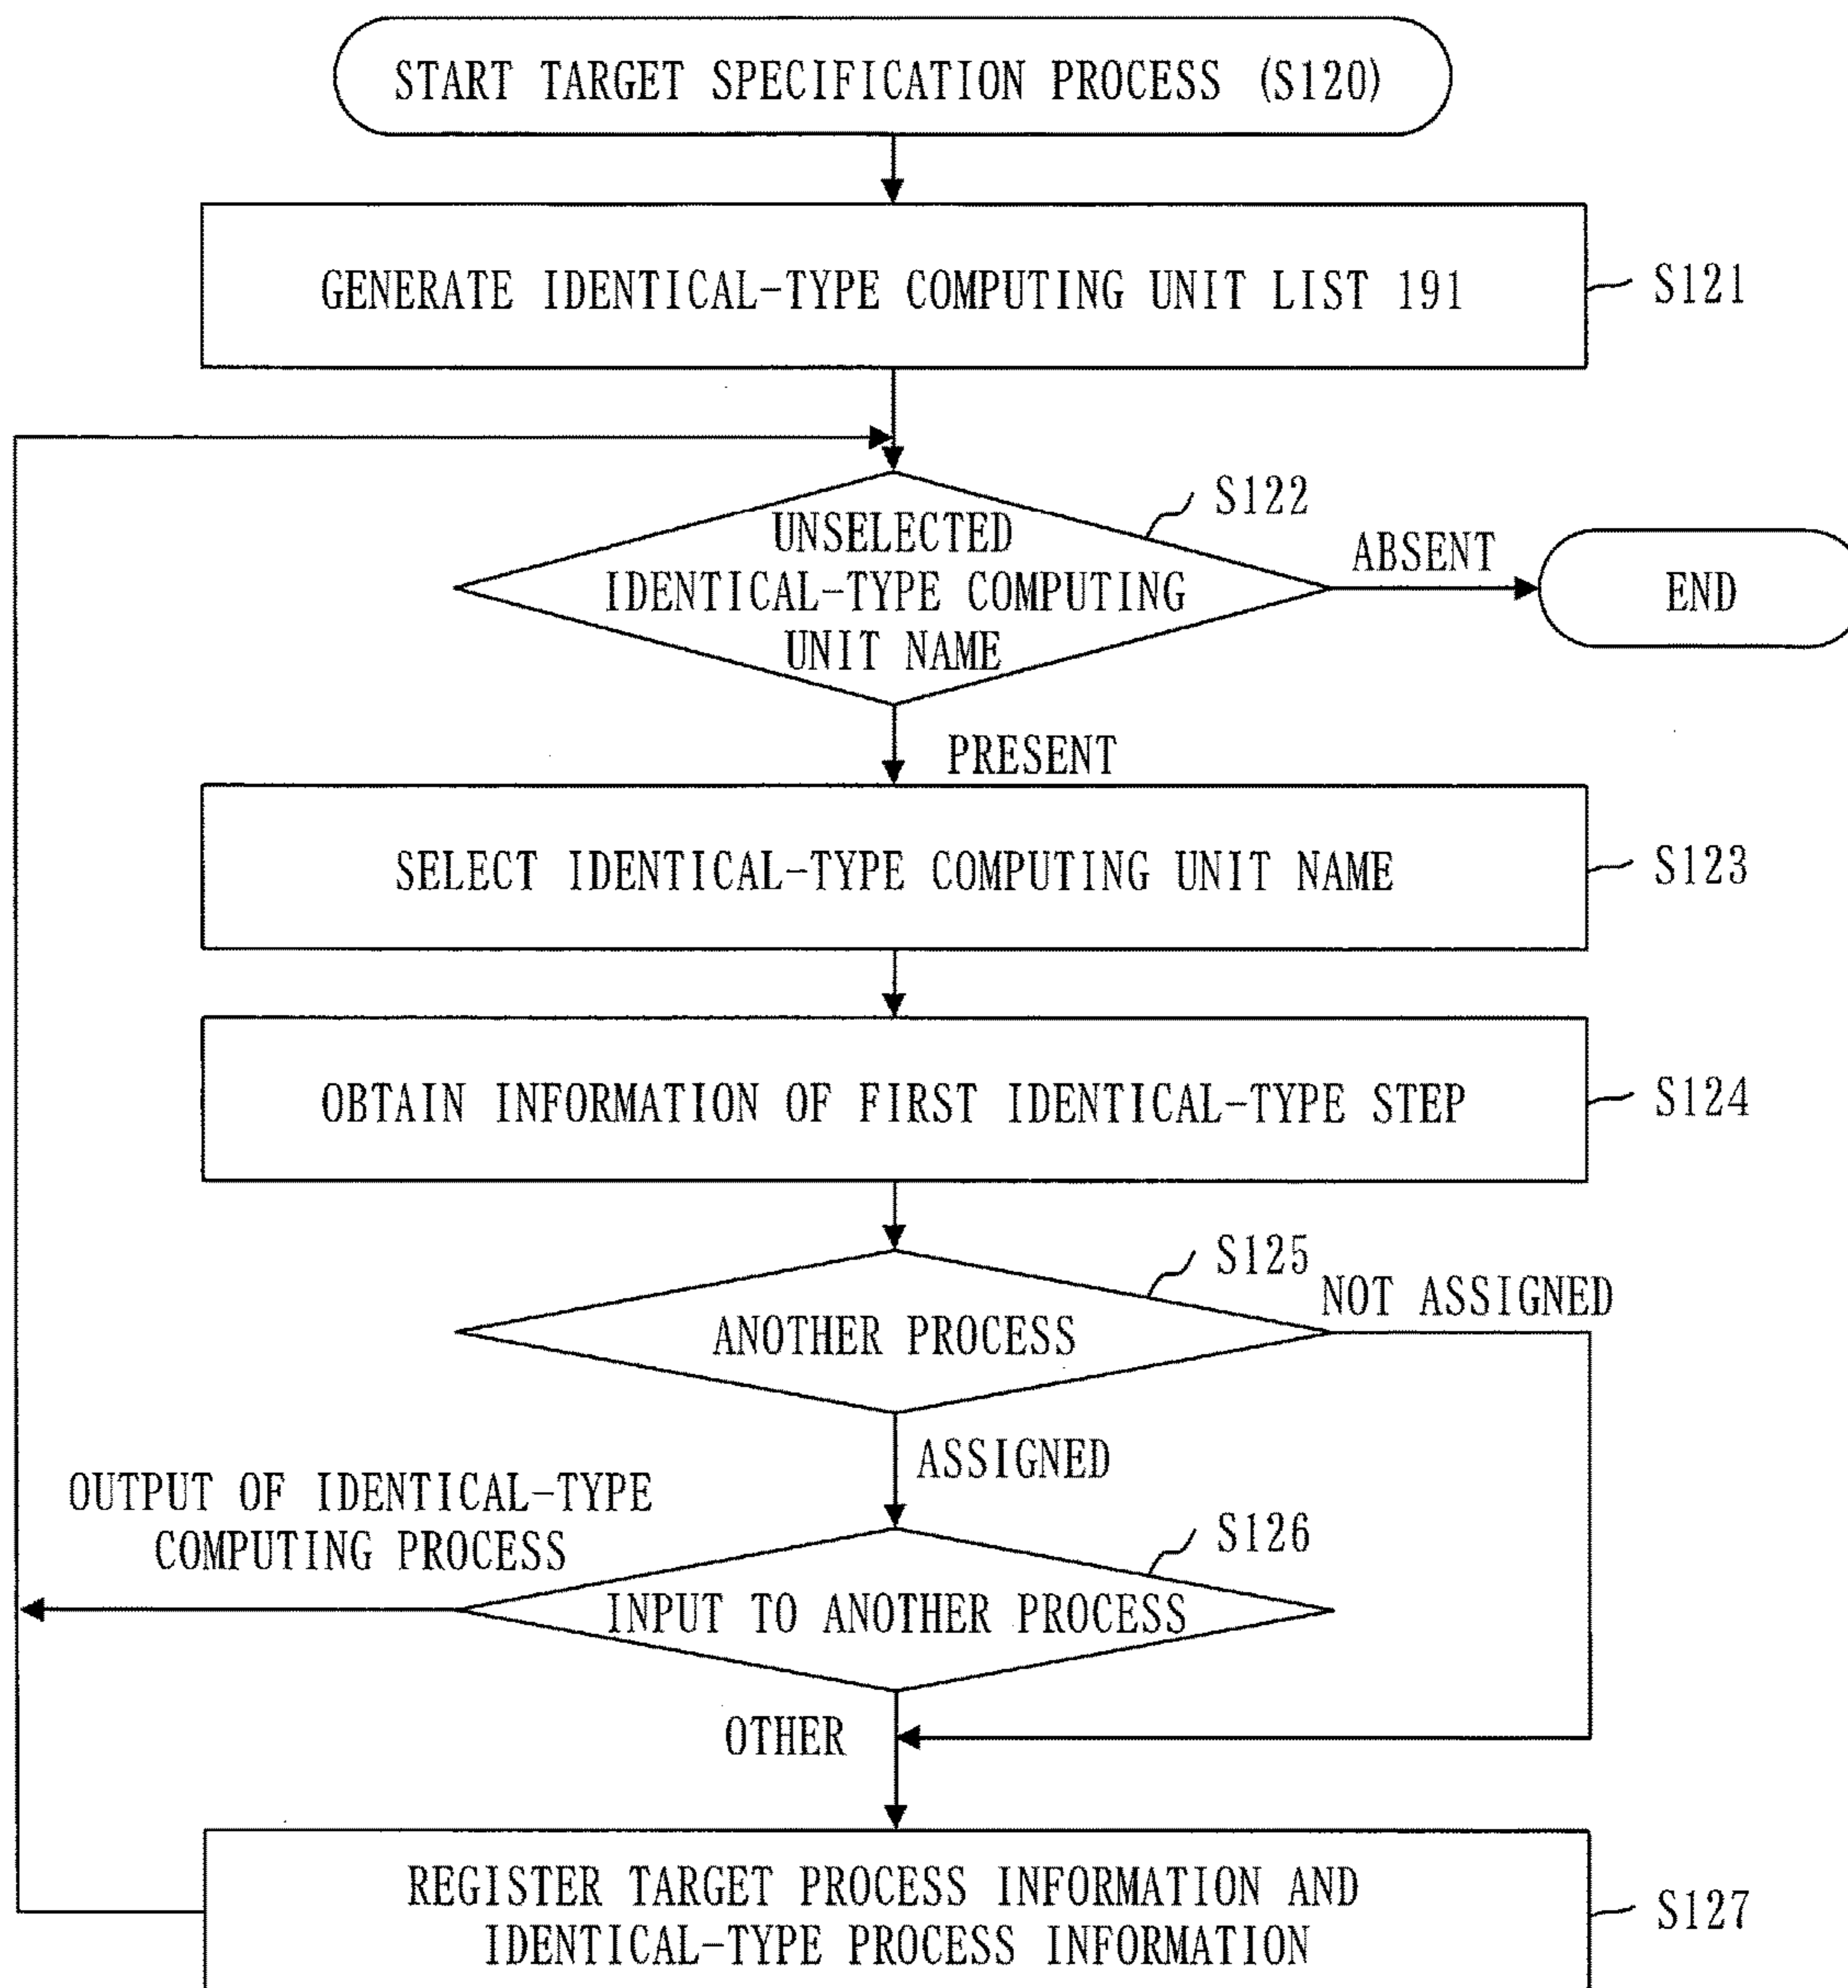 START TARGET SPECIFICATION PROCESS (S120)
GENERATE IDENTICAL-TYPE COMPUTING UNIT LIST 191
S121
S122
UNSELECTED
IDENTICAL-TYPE COMPUTING
UNIT NAME
ABSENT
END
PRESENT
SELECT IDENTICAL-TYPE COMPUTING UNIT NAME
S123
OBTAIN INFORMATION OF FIRST IDENTICAL-TYPE STEP
S124
S125
NOT ASSIGNED
ANOTHER PROCESS
ASSIGNED
OUTPUT OF IDENTICAL-TYPE
COMPUTING PROCESS
S126
INPUT TO ANOTHER PROCESS
OTHER
REGISTER TARGET PROCESS INFORMATION AND
IDENTICAL-TYPE PROCESS INFORMATION
S127